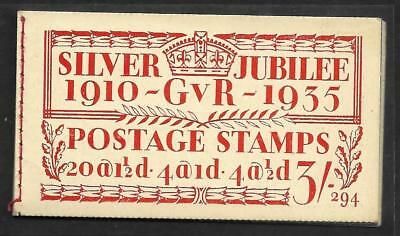 SILVER JUBILEE
1910 ~ GVR ~ 1935
POSTAGE STAMPS
20@1½d· 4@1d· 4@½d 3/-
294